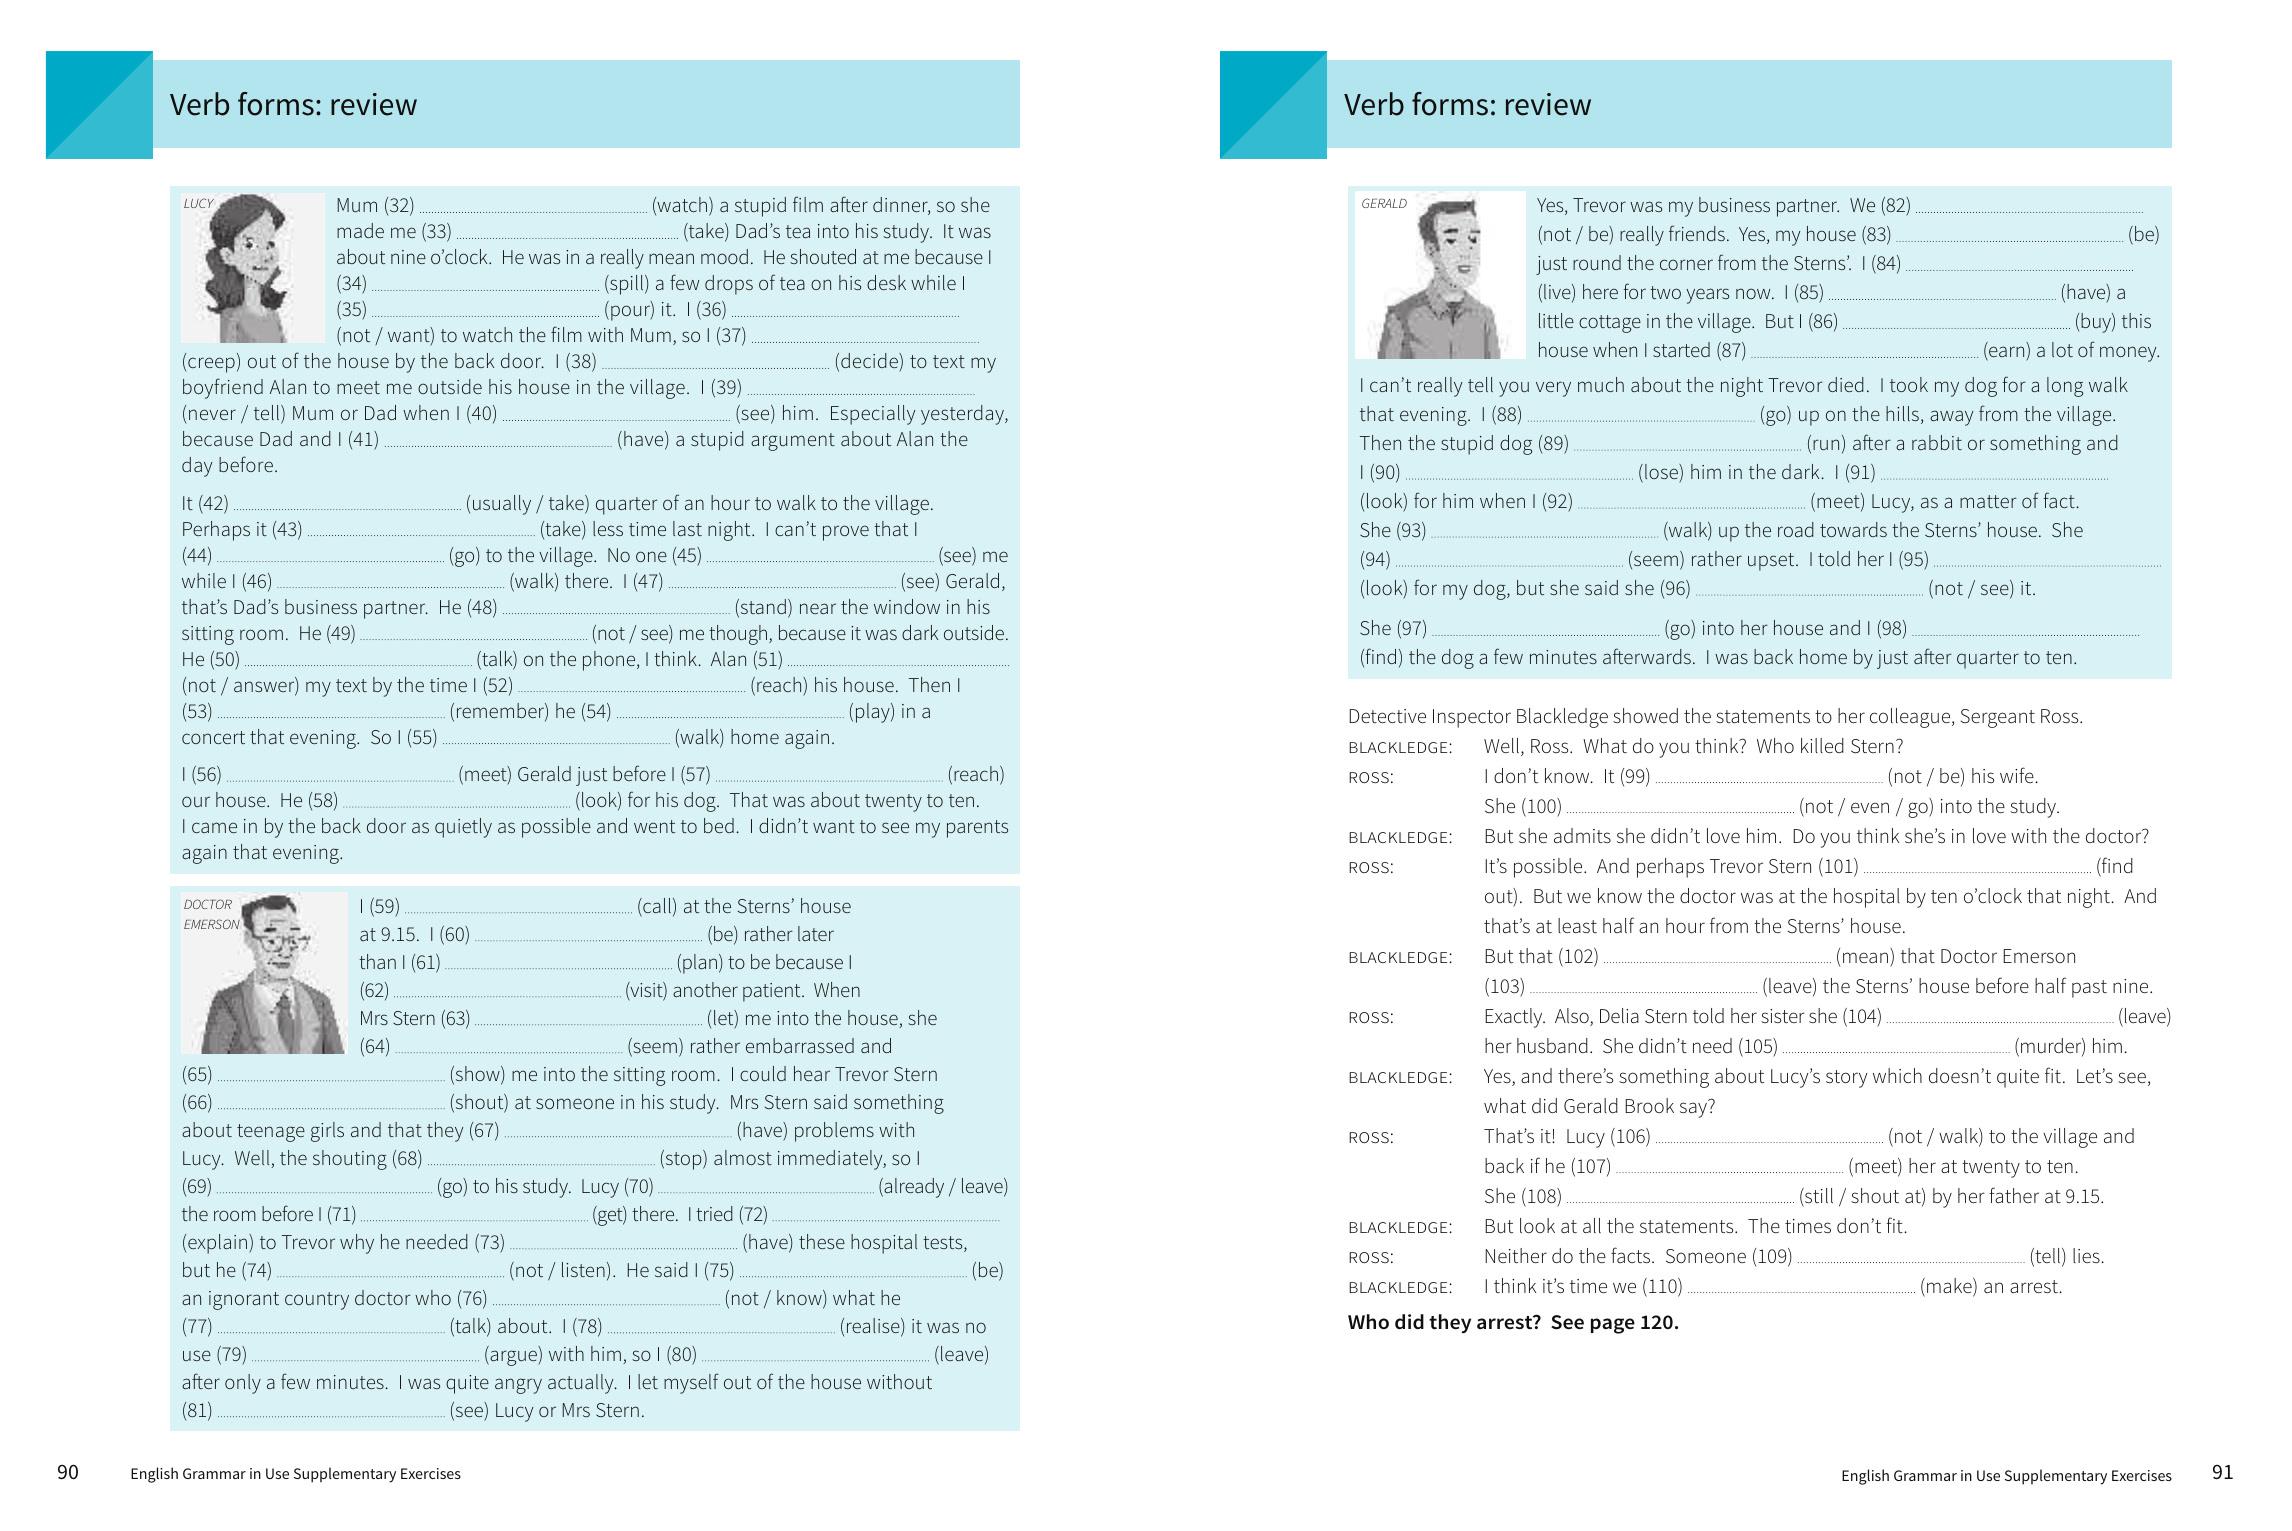 Verb forms: review
LUCY
Mum (32) (watch) a stupid film after dinner, so she
made me (33) (take) Dad’s tea into his study. It was
about nine o’clock. He was in a really mean mood. He shouted at me because I
(34) (spill) a few drops of tea on his desk while I
(35) (pour) it. I (36)
(not / want) to watch the film with Mum, so I (37)
(creep) out of the house by the back door. I (38) (decide) to text my
boyfriend Alan to meet me outside his house in the village. I (39)
(never / tell) Mum or Dad when I (40) (see) him. Especially yesterday,
because Dad and I (41) (have) a stupid argument about Alan the
day before.
It (42) (usually / take) quarter of an hour to walk to the village.
Perhaps it (43) (take) less time last night. I can’t prove that I
(44) (go) to the village. No one (45) (see) me
while I (46) (walk) there. I (47) (see) Gerald,
that’s Dad’s business partner. He (48) (stand) near the window in his
sitting room. He (49) (not / see) me though, because it was dark outside.
He (50) (talk) on the phone, I think. Alan (51)
(not / answer) my text by the time I (52) (reach) his house. Then I
(53) (remember) he (54) (play) in a
concert that evening. So I (55) (walk) home again.
I (56) (meet) Gerald just before I (57) (reach)
our house. He (58) (look) for his dog. That was about twenty to ten.
I came in by the back door as quietly as possible and went to bed. I didn’t want to see my parents
again that evening.
DOCTOR
EMERSON
I (59) (call) at the Sterns’ house
at 9.15. I (60) (be) rather later
than I (61) (plan) to be because I
(62) (visit) another patient. When
Mrs Stern (63) (let) me into the house, she
(64) (seem) rather embarrassed and
(65) (show) me into the sitting room. I could hear Trevor Stern
(66) (shout) at someone in his study. Mrs Stern said something
about teenage girls and that they (67) (have) problems with
Lucy. Well, the shouting (68) (stop) almost immediately, so I
(69) (go) to his study. Lucy (70) (already / leave)
the room before I (71) (get) there. I tried (72)
(explain) to Trevor why he needed (73) (have) these hospital tests,
but he (74) (not / listen). He said I (75) (be)
an ignorant country doctor who (76) (not / know) what he
(77) (talk) about. I (78) (realise) it was no
use (79) (argue) with him, so I (80) (leave)
after only a few minutes. I was quite angry actually. I let myself out of the house without
(81) (see) Lucy or Mrs Stern.
90 English Grammar in Use Supplementary Exercises
Verb forms: review
GERALD
Yes, Trevor was my business partner. We (82)
(not / be) really friends. Yes, my house (83) (be)
just round the corner from the Sterns’. I (84)
(live) here for two years now. I (85) (have) a
little cottage in the village. But I (86) (buy) this
house when I started (87) (earn) a lot of money.
I can’t really tell you very much about the night Trevor died. I took my dog for a long walk
that evening. I (88) (go) up on the hills, away from the village.
Then the stupid dog (89) (run) after a rabbit or something and
I (90) (lose) him in the dark. I (91)
(look) for him when I (92) (meet) Lucy, as a matter of fact.
She (93) (walk) up the road towards the Sterns’ house. She
(94) (seem) rather upset. I told her I (95)
(look) for my dog, but she said she (96) (not / see) it.
She (97) (go) into her house and I (98)
(find) the dog a few minutes afterwards. I was back home by just after quarter to ten.
Detective Inspector Blackledge showed the statements to her colleague, Sergeant Ross.
BLACKLEDGE: Well, Ross. What do you think? Who killed Stern?
ROSS: I don’t know. It (99) (not / be) his wife.
She (100) (not / even / go) into the study.
BLACKLEDGE: But she admits she didn’t love him. Do you think she’s in love with the doctor?
ROSS: It’s possible. And perhaps Trevor Stern (101) (find
out). But we know the doctor was at the hospital by ten o’clock that night. And
that’s at least half an hour from the Sterns’ house.
BLACKLEDGE: But that (102) (mean) that Doctor Emerson
(103) (leave) the Sterns’ house before half past nine.
ROSS: Exactly. Also, Delia Stern told her sister she (104) (leave)
her husband. She didn’t need (105) (murder) him.
BLACKLEDGE: Yes, and there’s something about Lucy’s story which doesn’t quite fit. Let’s see,
what did Gerald Brook say?
ROSS: That’s it! Lucy (106) (not / walk) to the village and
back if he (107) (meet) her at twenty to ten.
She (108) (still / shout at) by her father at 9.15.
BLACKLEDGE: But look at all the statements. The times don’t fit.
ROSS: Neither do the facts. Someone (109) (tell) lies.
BLACKLEDGE: I think it’s time we (110) (make) an arrest.
Who did they arrest? See page 120.
English Grammar in Use Supplementary Exercises 91